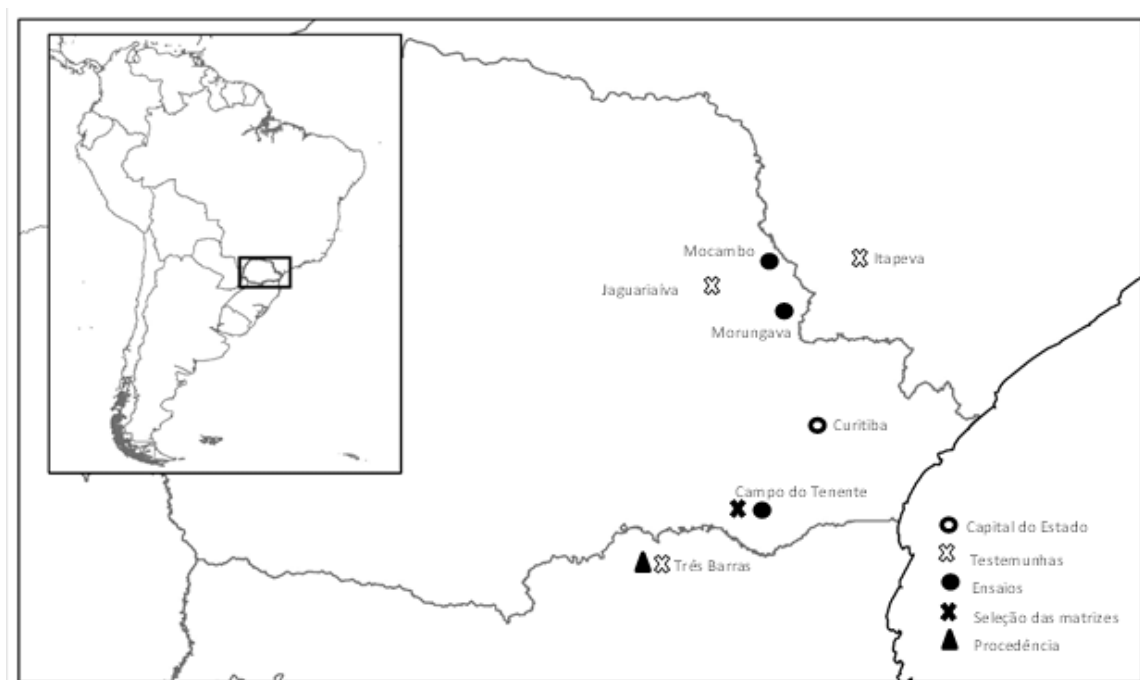 Mocambo
Itapeva
Jaguariaíva
Morungava
Curitiba
Campo do Tenente
Três Barras
Capital do Estado
Testemunhas
Ensaios
Seleção das matrizes
Procedência